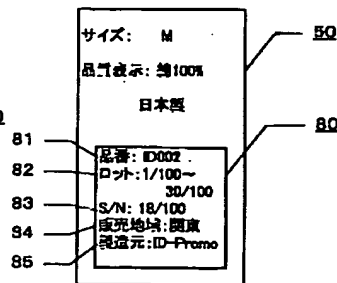 サイズ: M
50
品質表示: 綿100%
日本製
80
81
品番: ID002
82
ロット:1/100~
30/100
83
S/N: 18/100
84
販売地域:関東
85
製造元:ID-Promo